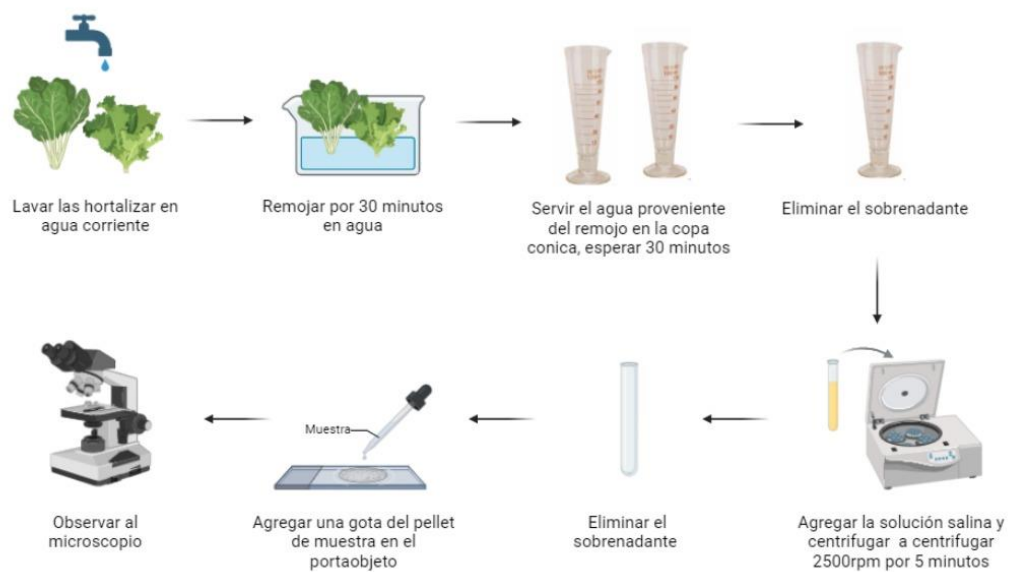 Lavar las hortalizar en
agua corriente
Remojar por 30 minutos
en agua
Servir el agua proveniente
del remojo en la copa
conica, esperar 30 minutos
Eliminar el sobrenadante
Muestra
Observar al
microscopio
Agregar una gota del pellet
de muestra en el
portaobjeto
Eliminar el
sobrenadante
Agregar la solución salina y
centrifugar a centrifugar
2500rpm por 5 minutos